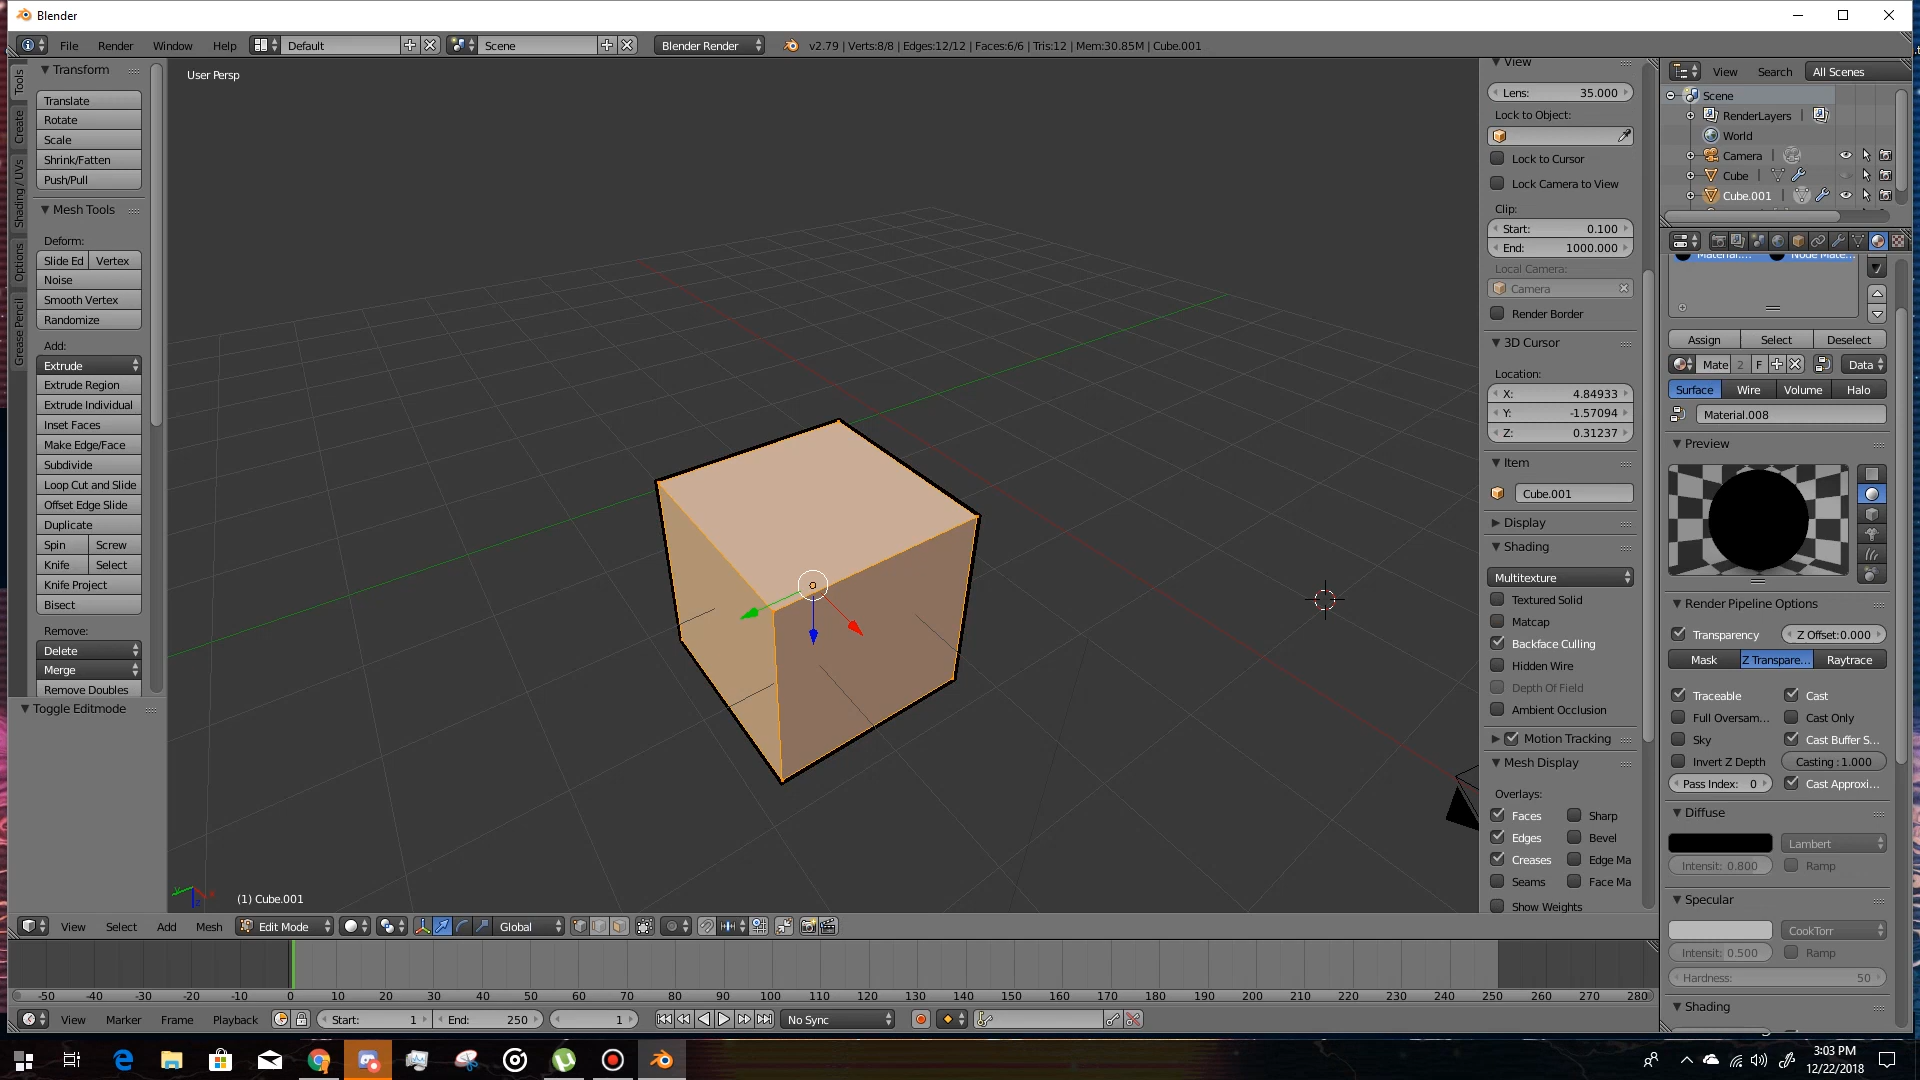 Blender
File Render Window Help Default Scene Blender Render v2.79 | Verts:8/8 | Edges:12/12 | Faces:6/6 | Tris:12 | Mem:30.85M | Cube.001
Tools
Create
Shading / UVs
Options
Grease Pencil
Transform
Translate
Rotate
Scale
Shrink/Fatten
Push/Pull
Mesh Tools
Deform:
Slide Ed Vertex
Noise
Smooth Vertex
Randomize
Add:
Extrude
Extrude Region
Extrude Individual
Inset Faces
Make Edge/Face
Subdivide
Loop Cut and Slide
Offset Edge Slide
Duplicate
Spin Screw
Knife Select
Knife Project
Bisect
Remove:
Delete
Merge
Remove Doubles
Toggle Editmode
User Persp
(1) Cube.001
View
Lens: 35.000
Lock to Object:
Lock to Cursor
Lock Camera to View
Clip:
Start: 0.100
End: 1000.000
Local Camera:
Camera
Render Border
3D Cursor
Location:
X: 4.84933
Y: -1.57094
Z: 0.31237
Item
Cube.001
Display
Shading
Multitexture
Textured Solid
Matcap
Backface Culling
Hidden Wire
Depth Of Field
Ambient Occlusion
Motion Tracking
Mesh Display
Overlays:
Faces Sharp
Edges Bevel
Creases Edge Ma
Seams Face Ma
Show Weights
View Search All Scenes
Scene
RenderLayers |
World
Camera |
Cube |
Cube.001 |
Material.... Node Mate...
Assign Select Deselect
Mate 2 F Data
Surface Wire Volume Halo
Material.008
Preview
Render Pipeline Options
Transparency Z Offset:0.000
Mask Z Transpare... Raytrace
Traceable Cast
Full Oversam... Cast Only
Sky Cast Buffer S...
Invert Z Depth Casting :1.000
Pass Index: 0 Cast Approxi...
Diffuse
Lambert
Intensit: 0.800 Ramp
Specular
CookTorr
Intensit: 0.500 Ramp
Hardness: 50
Shading
View Select Add Mesh Edit Mode Global
-50 -40 -30 -20 -10 0 10 20 30 40 50 60 70 80 90 100 110 120 130 140 150 160 170 180 190 200 210 220 230 240 250 260 270 280
View Marker Frame Playback Start: 1 End: 250 1 No Sync
3:03 PM
12/22/2018